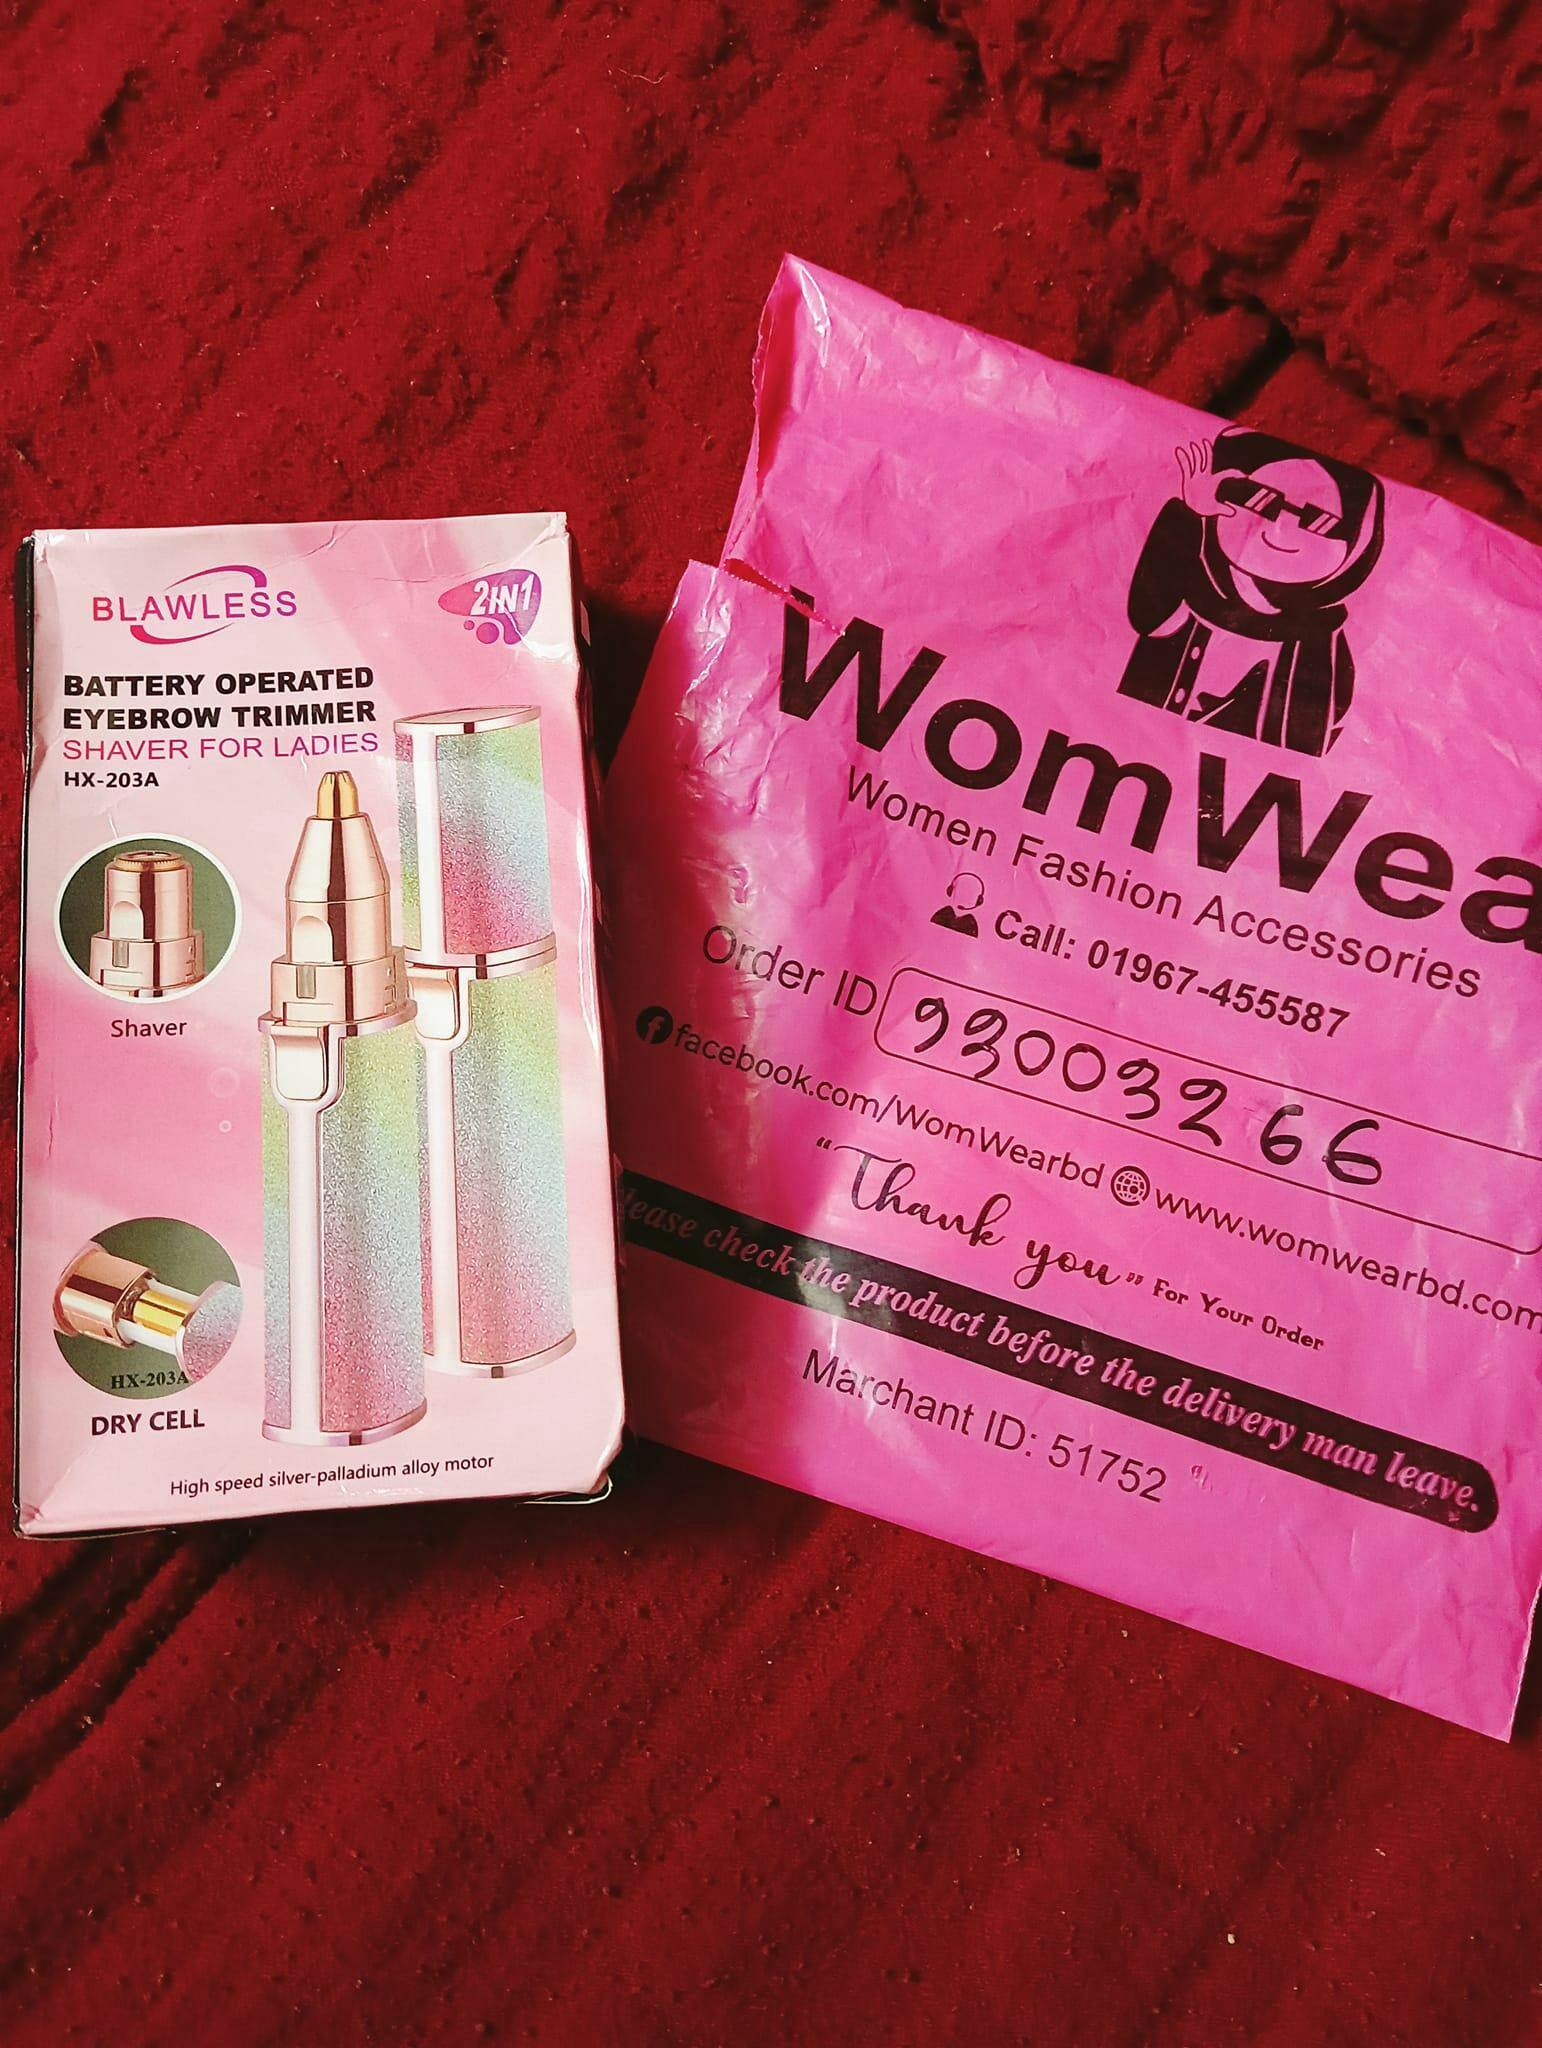 BLAWLESS
2IN1
BATTERY OPERATED
EYEBROW TRIMMER
SHAVER FOR LADIES
HX-203A
Shaver
HX-203A
DRY CELL
High speed silver-palladium alloy motor
WomWea
Women Fashion Accessories
Call: 01967-455587
Order ID 93003266
facebook.com/WomWearbd www.womwearbd.com
“Thank you” For Your Order
lease check the product before the delivery man leave.
Marchant ID: 51752